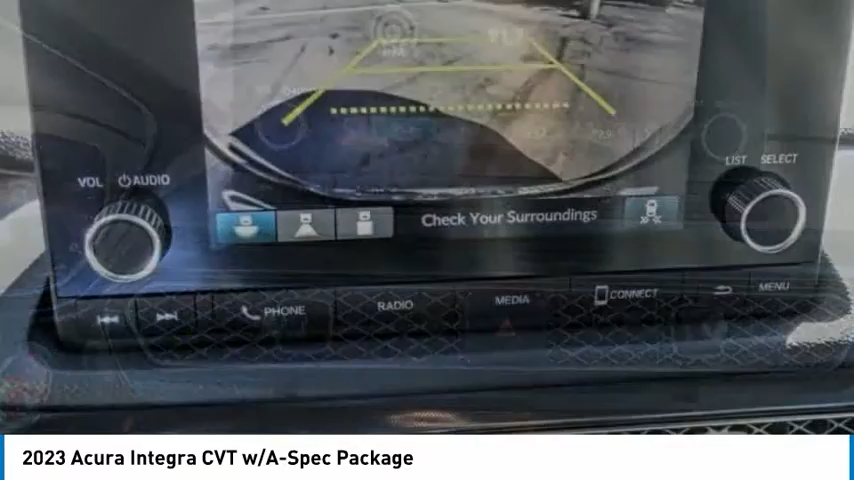 Check Your Surroundings
VOL AUDIO
LIST SELECT
PHONE RADIO MEDIA CONNECT MENU
2023 Acura Integra CVT w/A-Spec Package